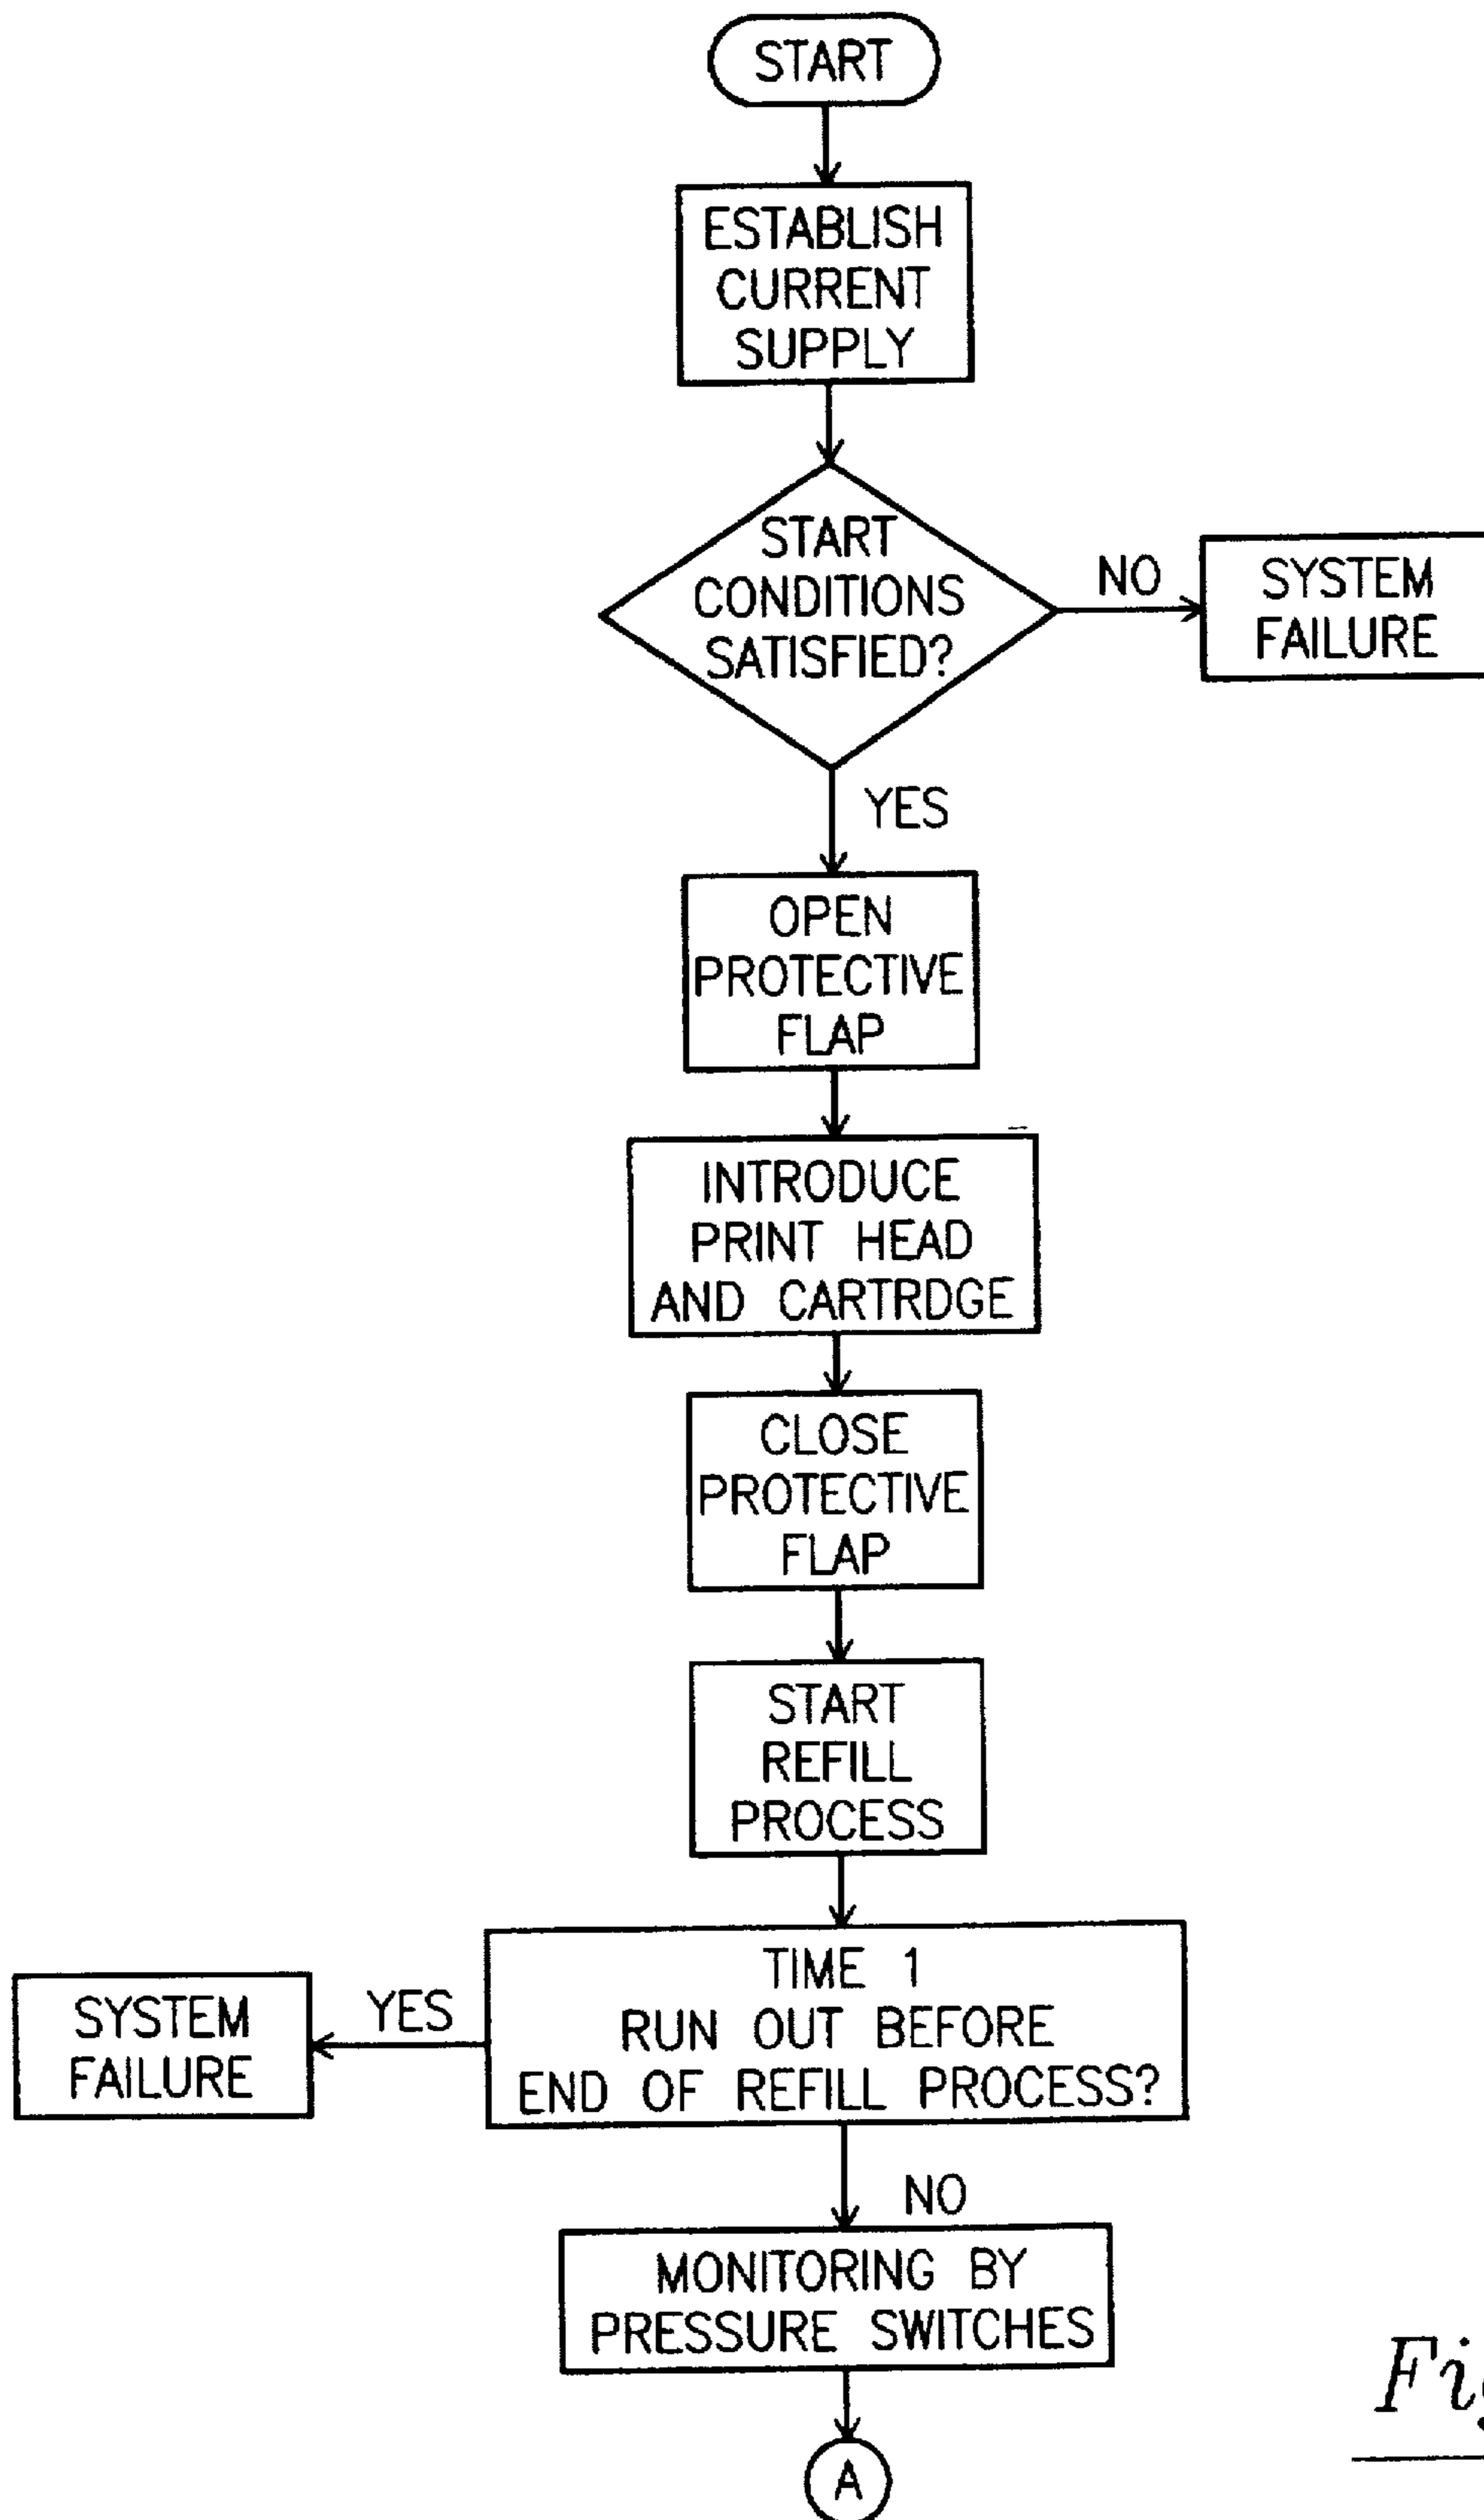 START
ESTABLISH
CURRENT
SUPPLY
START
CONDITIONS
SATISFIED?
NO
SYSTEM
FAILURE
YES
OPEN
PROTECTIVE
FLAP
INTRODUCE
PRINT HEAD
AND CARTRDGE
CLOSE
PROTECTIVE
FLAP
START
REFILL
PROCESS
TIME 1
RUN OUT BEFORE
END OF REFILL PROCESS?
YES
SYSTEM
FAILURE
NO
MONITORING BY
PRESSURE SWITCHES
A